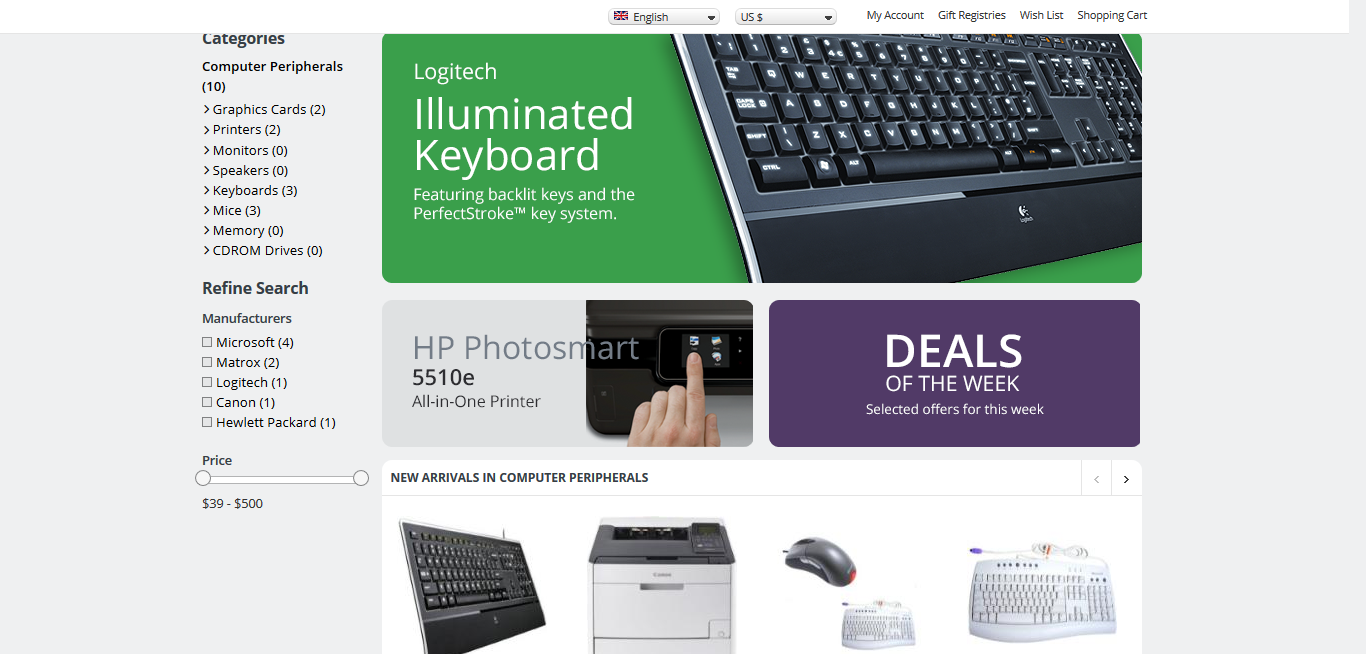 English
US $
My Account
Gift Registries
Wish List
Shopping Cart
Categories
Computer Peripherals
(10)
Graphics Cards (2)
Printers (2)
Monitors (0)
Speakers (0)
Keyboards (3)
Mice (3)
Memory (0)
CDROM Drives (0)
Refine Search
Manufacturers
Microsoft (4)
Matrox (2)
Logitech (1)
Canon (1)
Hewlett Packard (1)
Price
$39 - $500
Logitech
Illuminated
Keyboard
Featuring backlit keys and the
PerfectStroke™ key system.
HP Photosmart
5510e
All-in-One Printer
DEALS
OF THE WEEK
Selected offers for this week
NEW ARRIVALS IN COMPUTER PERIPHERALS
Canon